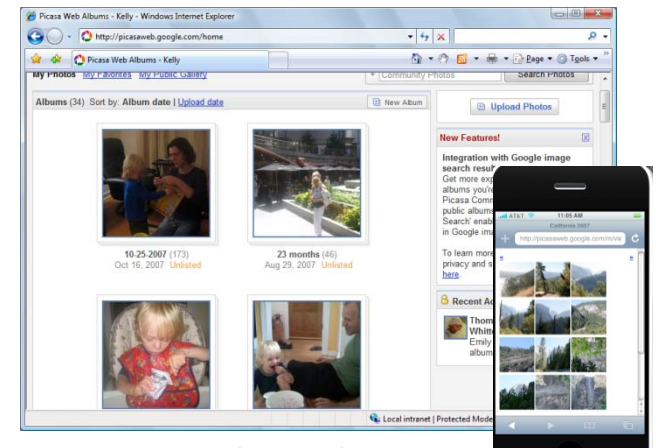 Picasa Web Albums - Kelly - Windows Internet Explorer
http://picasaweb.google.com/home
Picasa Web Albums - Kelly
Page
Tools
My Photos My Favorites My Public Gallery
Community Photos
Search Photos
Albums (34) Sort by: Album date | Upload date
New Album
Upload Photos
10-25-2007 (173)
Oct 16, 2007 Unlisted
23 months (46)
Aug 29, 2007 Unlisted
New Features!
Integration with Google image
search resul
Get more exp
albums you're
Picasa Comm
public albums
Search' enab
in Google ima
To learn more
privacy and s
here.
Recent Ac
Thom
Whitt
Emily
album
Local intranet | Protected Mode
AT&T
11:05 AM
California 2007
http://picasaweb.google.com/m/vie